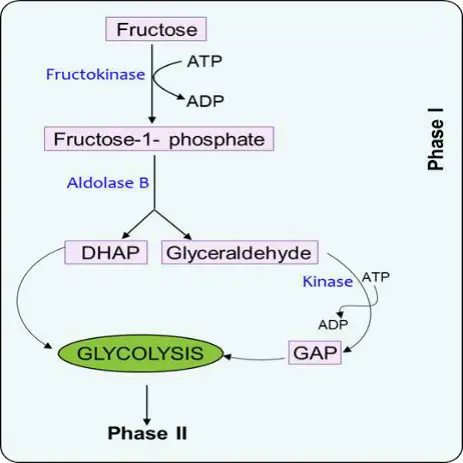 Fructose
ATP
Fructokinase
ADP
Phase I
Fructose-1- phosphate
Aldolase B
DHAP
Glyceraldehyde
Kinase
ATP
ADP
GLYCOLYSIS
GAP
Phase II